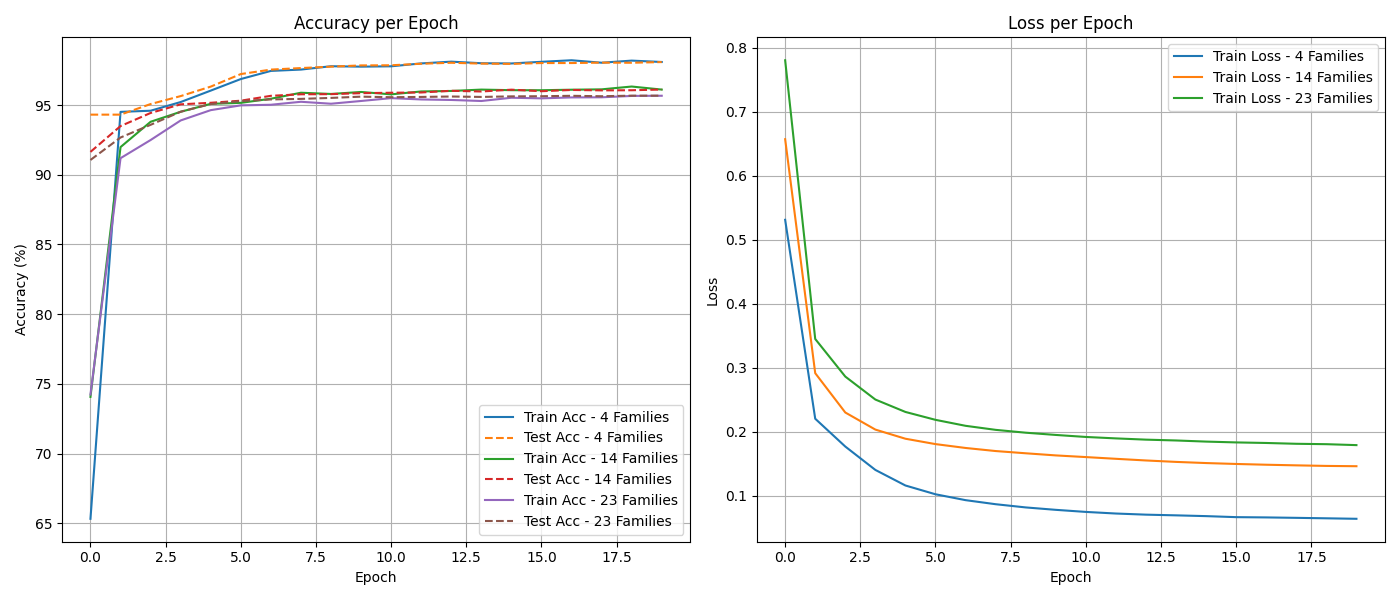 Accuracy per Epoch
Accuracy (%)
95
90
85
80
75
70
65
0.0 2.5 5.0 7.5 10.0 12.5 15.0 17.5
Epoch
Train Acc - 4 Families
Test Acc - 4 Families
Train Acc - 14 Families
Test Acc - 14 Families
Train Acc - 23 Families
Test Acc - 23 Families
Loss per Epoch
Loss
0.8
0.7
0.6
0.5
0.4
0.3
0.2
0.1
0.0 2.5 5.0 7.5 10.0 12.5 15.0 17.5
Epoch
Train Loss - 4 Families
Train Loss - 14 Families
Train Loss - 23 Families